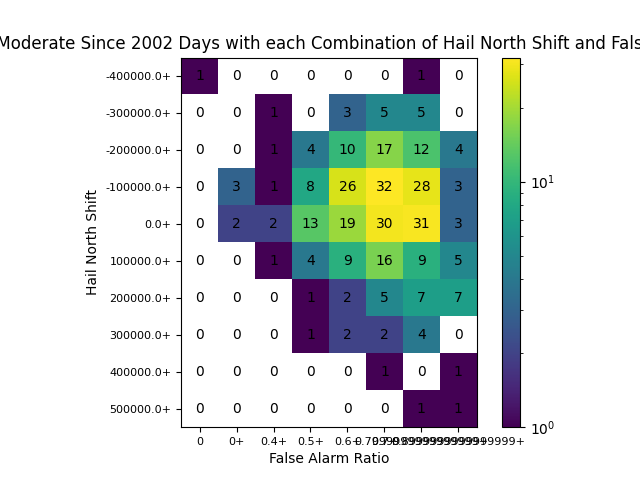 Moderate Since 2002 Days with each Combination of Hail North Shift and Fals
-400000.0+ 1 0 0 0 0 0 1 0
-300000.0+ 0 0 1 0 3 5 5 0
-200000.0+ 0 0 1 4 10 17 12 4
-100000.0+ 0 3 1 8 26 32 28 3
0.0+ 0 2 2 13 19 30 31 3
100000.0+ 0 0 1 4 9 16 9 5
200000.0+ 0 0 0 1 2 5 7 7
300000.0+ 0 0 0 1 2 2 4 0
400000.0+ 0 0 0 0 0 1 0 1
500000.0+ 0 0 0 0 0 0 1 1
0 0+ 0.4+ 0.5+ 0.6+
False Alarm Ratio
Hail North Shift
10^1
10^0